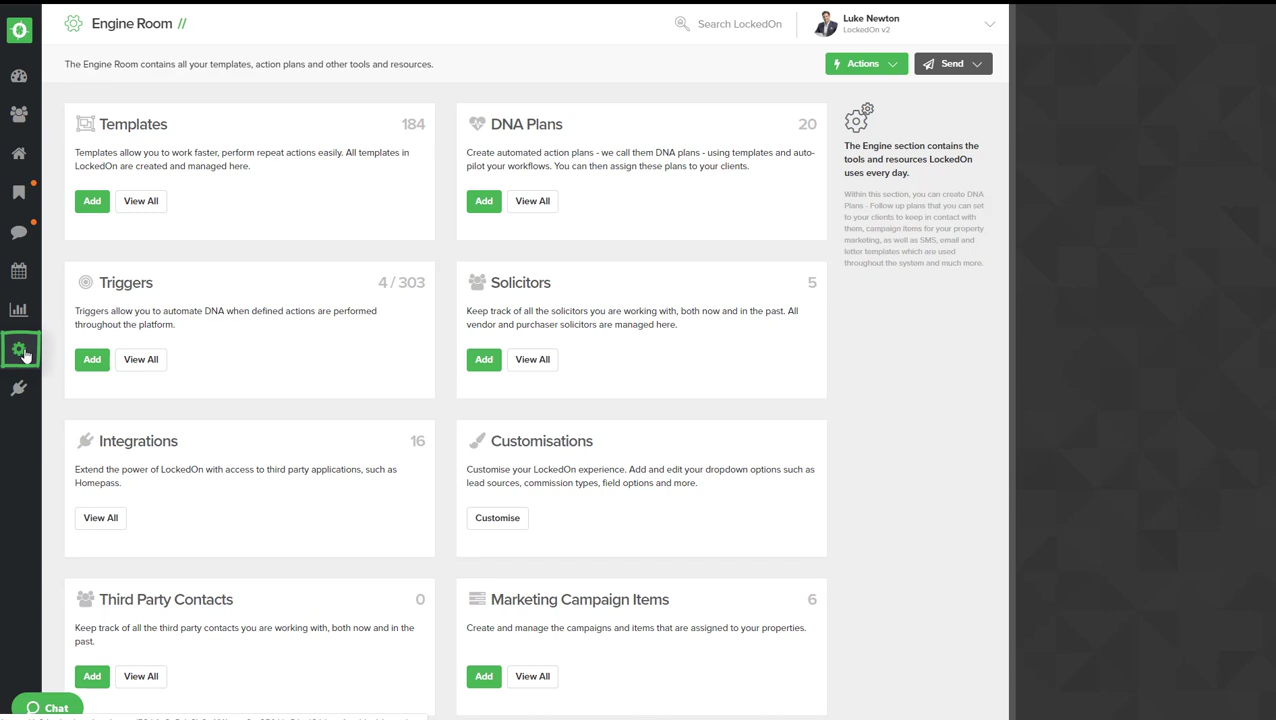 Engine Room //
Search LockedOn
Luke Newton
LockedOn v2
The Engine Room contains all your templates, action plans and other tools and resources.
Actions
Send
Templates
184
Templates allow you to work faster, perform repeat actions easily. All templates in
LockedOn are created and managed here.
Add
View All
DNA Plans
20
Create automated action plans - we call them DNA plans - using templates and auto-
pilot your workflows. You can then assign these plans to your clients.
Add
View All
The Engine section contains the
tools and resources LockedOn
uses every day.
Within this section, you can create DNA
Plans - Follow up plans that you can set
to your clients to keep in contact with
them, campaign items for your property
marketing, as well as SMS, email and
letter templates which are used
throughout the system and much more.
Triggers
4 / 303
Triggers allow you to automate DNA when defined actions are performed
throughout the platform.
Add
View All
Solicitors
5
Keep track of all the solicitors you are working with, both now and in the past. All
vendor and purchaser solicitors are managed here.
Add
View All
Integrations
16
Extend the power of LockedOn with access to third party applications, such as
Homepass.
View All
Customisations
Customise your LockedOn experience. Add and edit your dropdown options such as
lead sources, commission types, field options and more.
Customise
Third Party Contacts
0
Keep track of all the third party contacts you are working with, both now and in the
past.
Add
View All
Marketing Campaign Items
6
Create and manage the campaigns and items that are assigned to your properties.
Add
View All
Chat